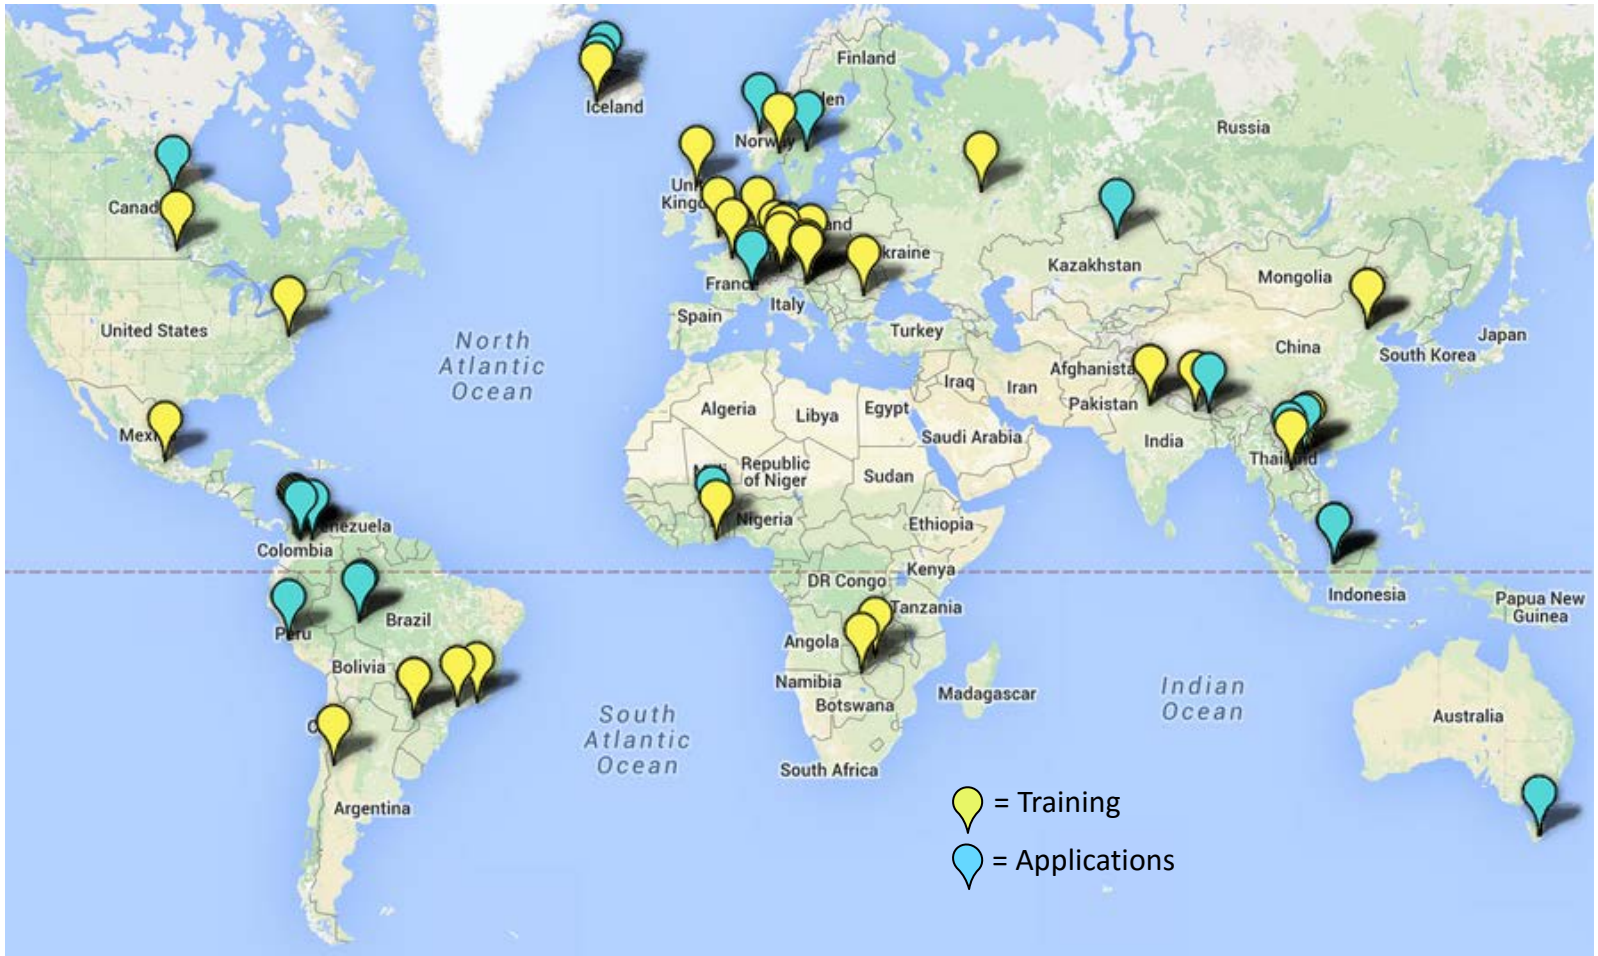 Finland
Iceland
Russia
Norway
Canad
kraine
Kazakhstan
Mongolia
Franc
Italy
Spain
United States
Turkey
Japan
China
South Korea
North
Atlantic
Ocean
Afghanista
Iraq
Iran
Pakistan
Algeria
Libya
Egypt
Saudi Arabia
India
Republic
of Niger
Sudan
Nigeria
Ethiopia
Colombia
Kenya
DR Congo
Indonesia
Papua New
Guinea
Tanzania
Brazil
Peru
Angola
Bolivia
Namibia
Madagascar
Botswana
Indian
Ocean
Australia
South
Atlantic
Ocean
South Africa
Argentina
= Training
= Applications